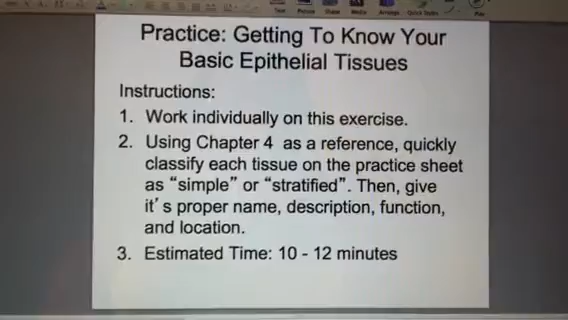 Practice: Getting To Know Your
Basic Epithelial Tissues
Instructions:
1. Work individually on this exercise.
2. Using Chapter 4 as a reference, quickly
classify each tissue on the practice sheet
as “simple” or “stratified”. Then, give
it’s proper name, description, function,
and location.
3. Estimated Time: 10 - 12 minutes